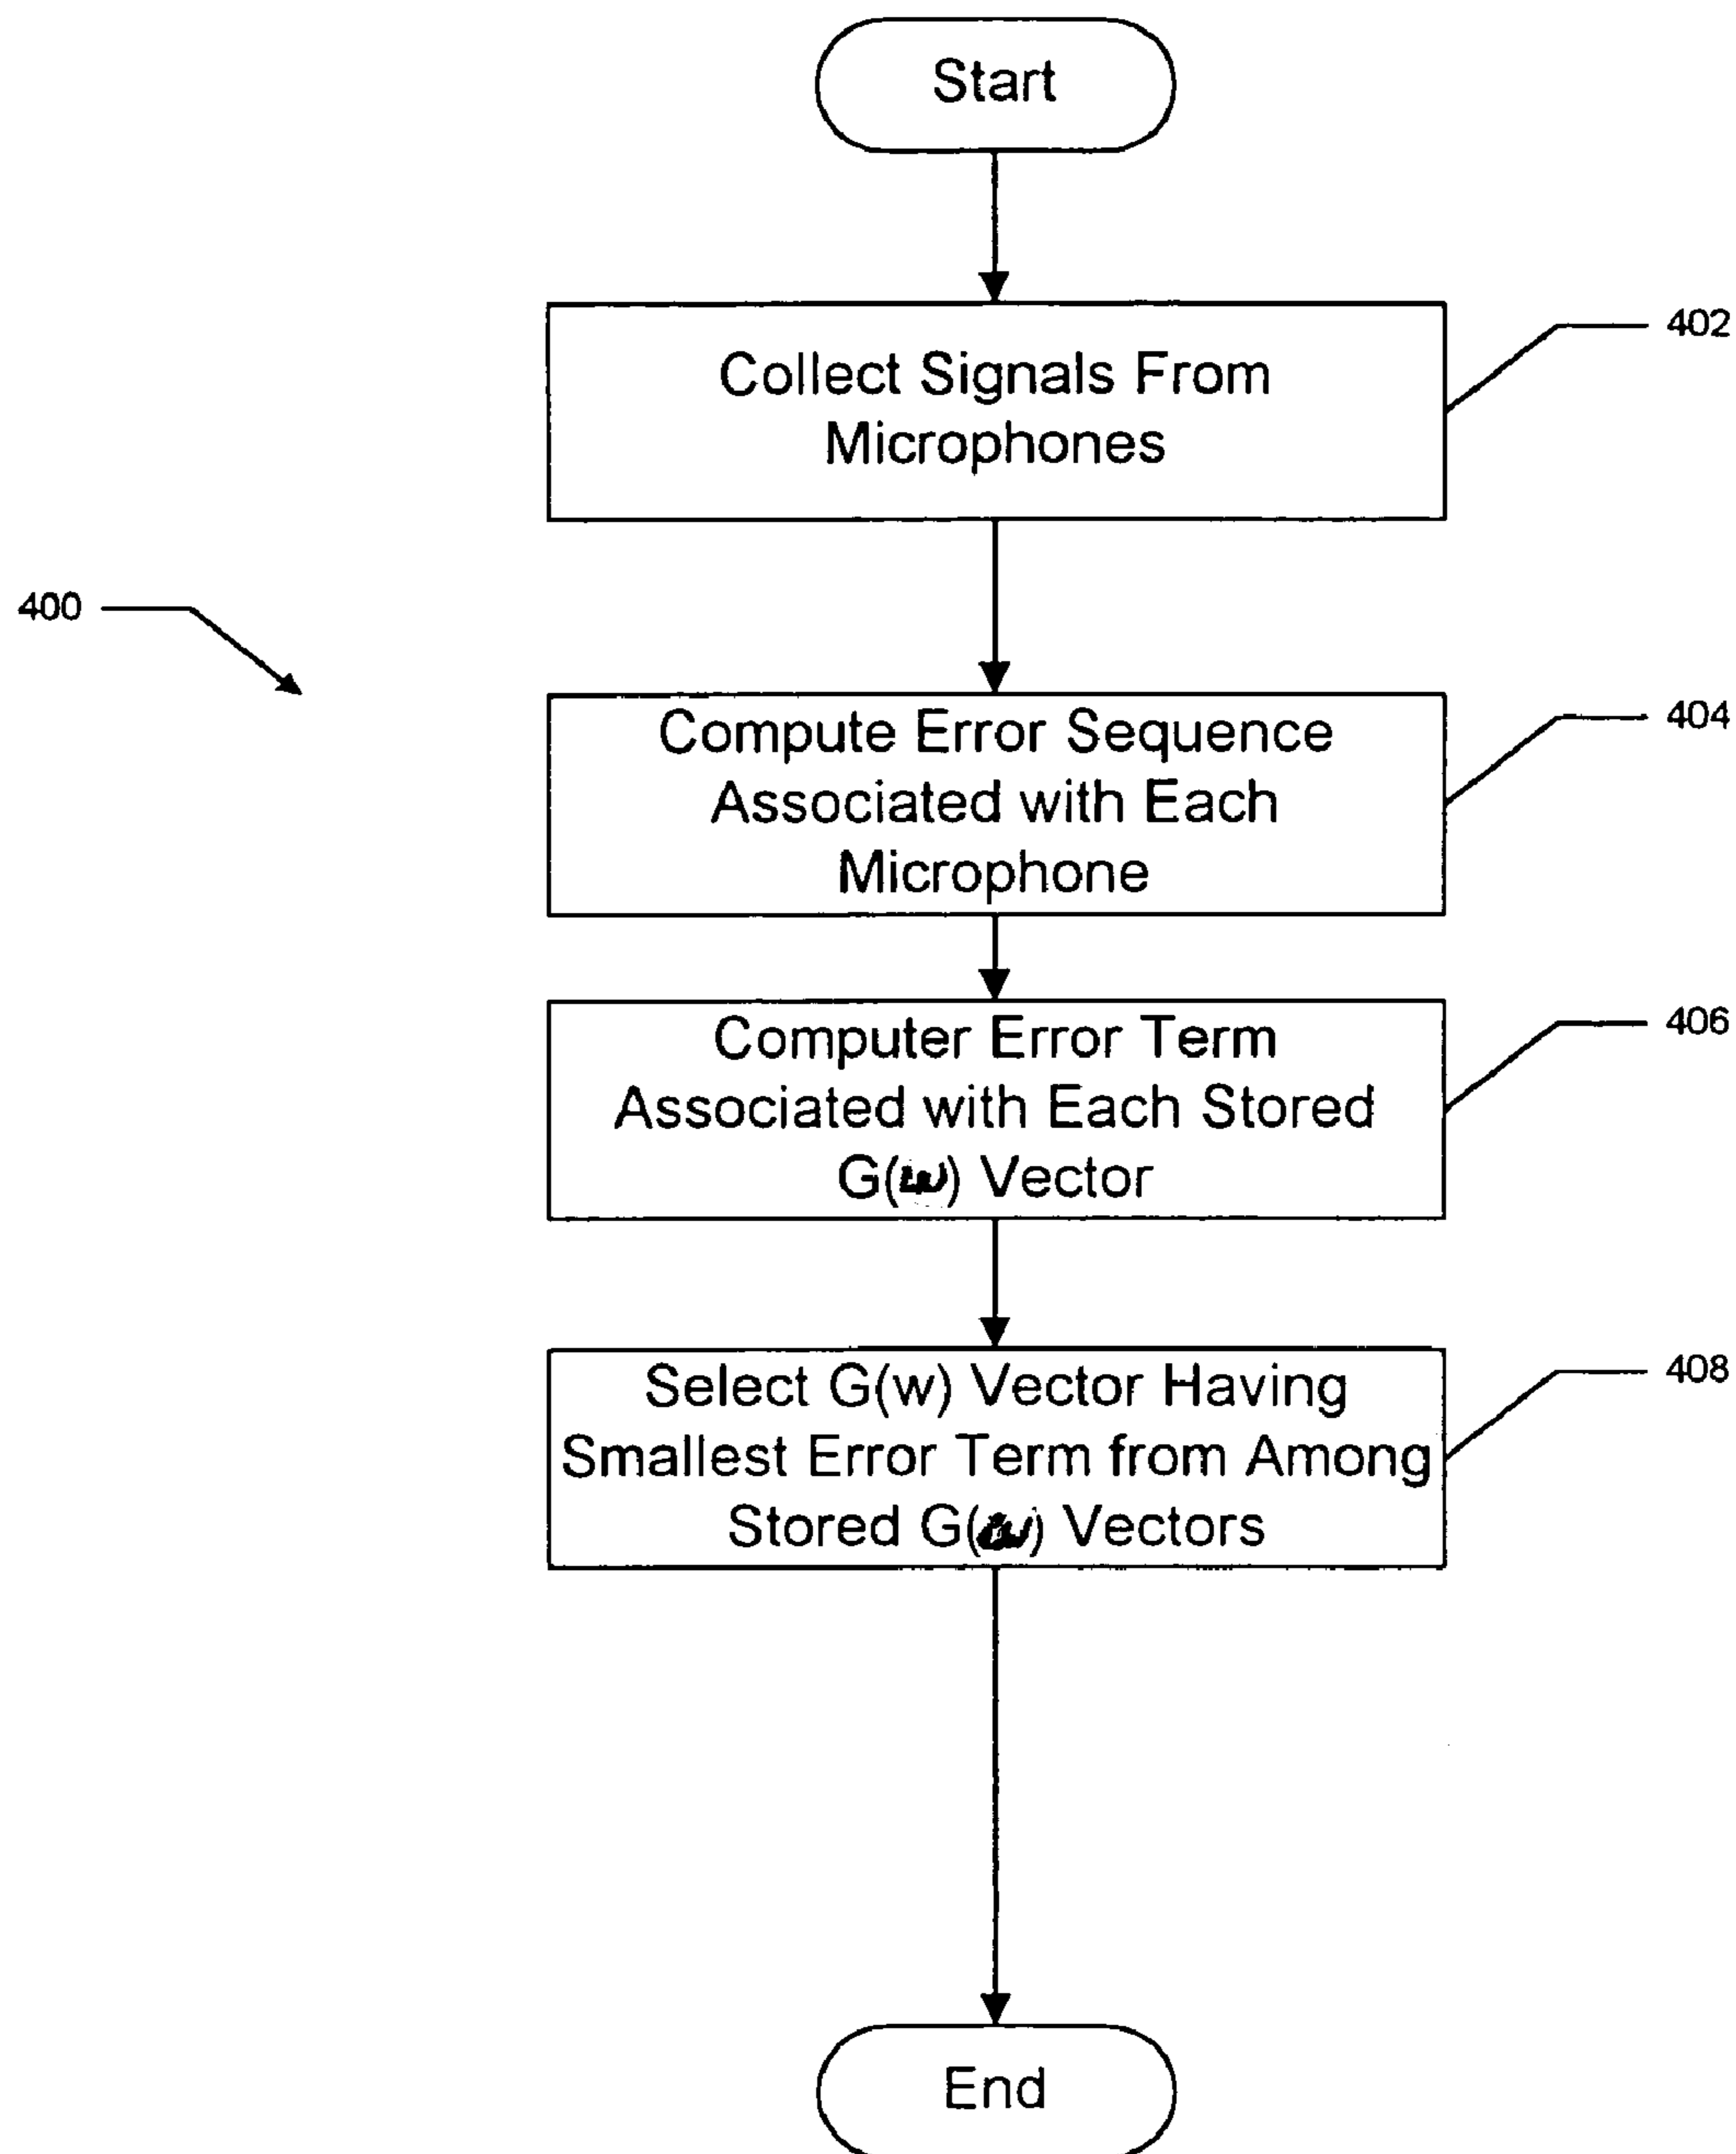 Start
Collect Signals From
Microphones
402
400
Compute Error Sequence
Associated with Each
Microphone
404
Computer Error Term
Associated with Each Stored
G(w) Vector
406
Select G(w) Vector Having
Smallest Error Term from Among
Stored G(w) Vectors
408
End